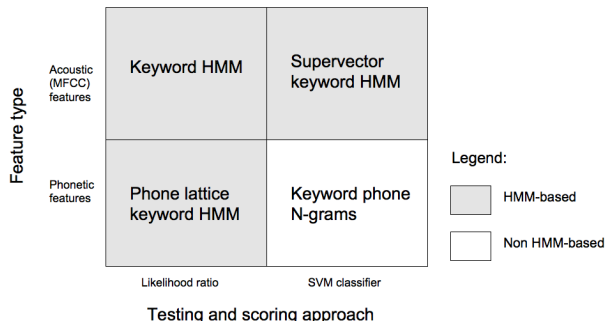 Feature type
Acoustic
(MFCC)
features
Keyword HMM
Supervector
keyword HMM
Phonetic
features
Phone lattice
keyword HMM
Keyword phone
N-grams
Legend:
HMM-based
Non HMM-based
Likelihood ratio
SVM classifier
Testing and scoring approach